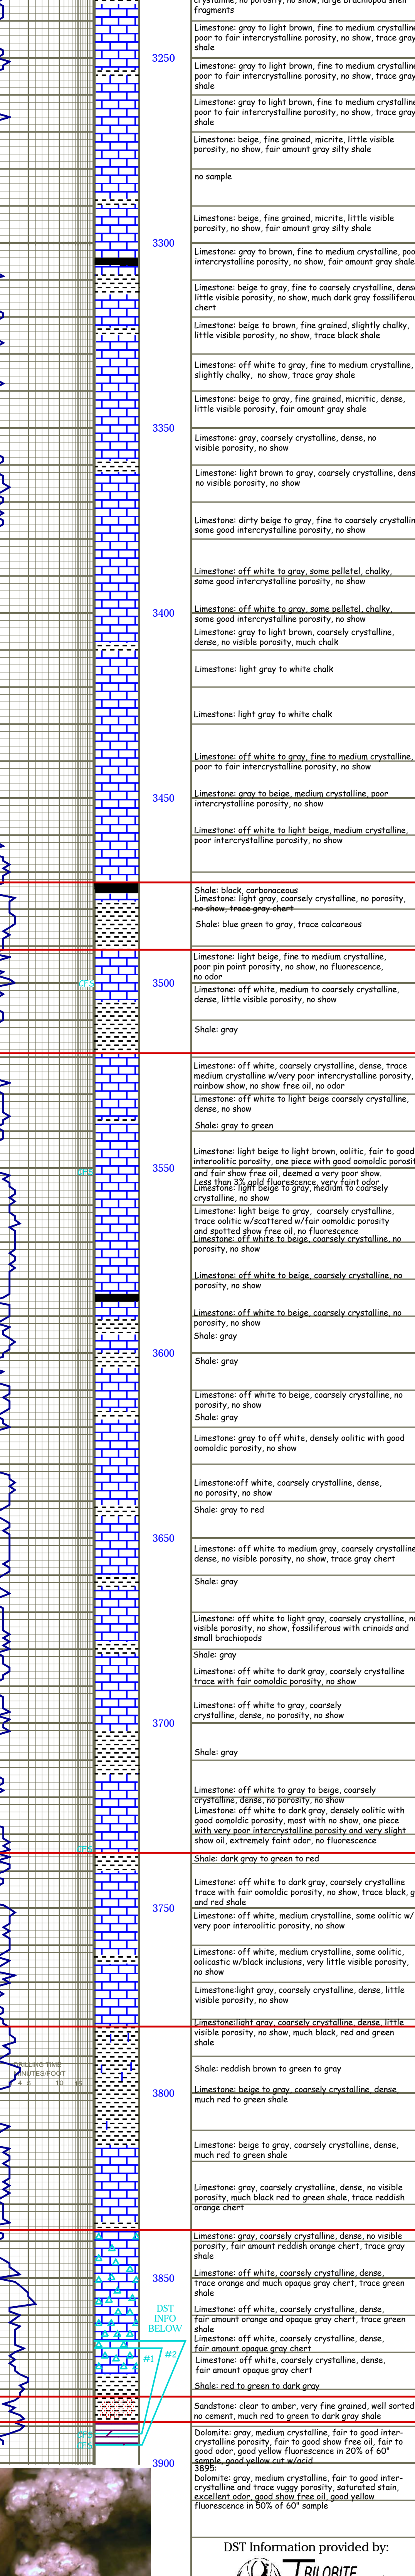 crystalline, no porosity, no show, large brachiopod shell
fragments
Limestone: gray to light brown, fine to medium crystalline
poor to fair intercrystalline porosity, no show, trace gray
shale
3250
Limestone: gray to light brown, fine to medium crystalline
poor to fair intercrystalline porosity, no show, trace gray
shale
Limestone: gray to light brown, fine to medium crystalline
poor to fair intercrystalline porosity, no show, trace gray
shale
Limestone: beige, fine grained, micrite, little visible
porosity, no show, fair amount gray silty shale
no sample
Limestone: beige, fine grained, micrite, little visible
porosity, no show, fair amount gray silty shale
3300
Limestone: gray to brown, fine to medium crystalline, poo
intercrystalline porosity, no show, fair amount gray shale
Limestone: beige to gray, fine to coarsely crystalline, dens
little visible porosity, no show, much dark gray fossiliferou
chert
Limestone: beige to brown, fine grained, slightly chalky,
little visible porosity, no show, trace black shale
Limestone: off white to gray, fine to medium crystalline,
slightly chalky, no show, trace gray shale
Limestone: beige to gray, fine grained, micritic, dense,
little visible porosity, fair amount gray shale
3350
Limestone: gray, coarsely crystalline, dense, no
visible porosity, no show
Limestone: light brown to gray, coarsely crystalline, dens
no visible porosity, no show
Limestone: dirty beige to gray, fine to coarsely crystallin
some good intercrystalline porosity, no show
Limestone: off white to gray, some pelletel, chalky,
some good intercrystalline porosity, no show
3400
Limestone: off white to gray, some pelletel, chalky,
some good intercrystalline porosity, no show
Limestone: gray to light brown, coarsely crystalline,
dense, no visible porosity, much chalk
Limestone: light gray to white chalk
Limestone: light gray to white chalk
Limestone: off white to gray, fine to medium crystalline,
poor to fair intercrystalline porosity, no show
3450
Limestone: gray to beige, medium crystalline, poor
intercrystalline porosity, no show
Limestone: off white to light beige, medium crystalline,
poor intercrystalline porosity, no show
Shale: black, carbonaceous
Limestone: light gray, coarsely crystalline, no porosity,
no show, trace gray chert
Shale: blue green to gray, trace calcareous
Limestone: light beige, fine to medium crystalline,
poor pin point porosity, no show, no fluorescence,
no odor
CFS
3500
Limestone: off white, medium to coarsely crystalline,
dense, little visible porosity, no show
Shale: gray
Limestone: off white, coarsely crystalline, dense, trace
medium crystalline w/very poor intercrystalline porosity,
rainbow show, no show free oil, no odor
Limestone: off white to light beige coarsely crystalline,
dense, no show
Shale: gray to green
Limestone: light beige to light brown, oolitic, fair to good
interoolitic porosity, one piece with good oomoldic porosit
and fair show free oil, deemed a very poor show.
Less than 3% gold fluorescence, very faint odor
CFS
3550
Limestone: light beige to gray, medium to coarsely
crystalline, no show
Limestone: light beige to gray, coarsely crystalline,
trace oolitic w/scattered w/fair oomoldic porosity
and spotted show free oil, no fluorescence
Limestone: off white to beige, coarsely crystalline, no
porosity, no show
Limestone: off white to beige, coarsely crystalline, no
porosity, no show
Limestone: off white to beige, coarsely crystalline, no
porosity, no show
Shale: gray
3600
Shale: gray
Limestone: off white to beige, coarsely crystalline, no
porosity, no show
Shale: gray
Limestone: gray to off white, densely oolitic with good
oomoldic porosity, no show
Limestone:off white, coarsely crystalline, dense,
no porosity, no show
Shale: gray to red
3650
Limestone: off white to medium gray, coarsely crystalline
dense, no visible porosity, no show, trace gray chert
Shale: gray
Limestone: off white to light gray, coarsely crystalline, no
visible porosity, no show, fossiliferous with crinoids and
small brachiopods
Shale: gray
Limestone: off white to dark gray, coarsely crystalline
trace with fair oomoldic porosity, no show
Limestone: off white to gray, coarsely
crystalline, dense, no porosity, no show
3700
Shale: gray
Limestone: off white to gray to beige, coarsely
crystalline, dense, no porosity, no show
Limestone: off white to dark gray, densely oolitic with
good oomoldic porosity, most with no show, one piece
with very poor intercrystalline porosity and very slight
show oil, extremely faint odor, no fluorescence
CFS
Shale: dark gray to green to red
Limestone: off white to dark gray, coarsely crystalline
trace with fair oomoldic porosity, no show, trace black, g
and red shale
3750
Limestone: off white, medium crystalline, some oolitic w/
very poor interoolitic porosity, no show
Limestone: off white, medium crystalline, some oolitic,
oolicastic w/black inclusions, very little visible porosity,
no show
Limestone:light gray, coarsely crystalline, dense, little
visible porosity, no show
Limestone:light gray, coarsely crystalline, dense, little
visible porosity, no show, much black, red and green
shale
DRILLING TIME
MINUTES/FOOT
10 15
Shale: reddish brown to green to gray
3800
Limestone: beige to gray, coarsely crystalline, dense,
much red to green shale
Limestone: beige to gray, coarsely crystalline, dense,
much red to green shale
Limestone: gray, coarsely crystalline, dense, no visible
porosity, much black red to green shale, trace reddish
orange chert
Limestone: gray, coarsely crystalline, dense, no visible
porosity, fair amount reddish orange chert, trace gray
shale
3850
Limestone: off white, coarsely crystalline, dense,
trace orange and much opaque gray chert, trace green
shale
Limestone: off white, coarsely crystalline, dense,
fair amount orange and opaque gray chert, trace green
shale
DST
INFO
BELOW
#1
#2
Limestone: off white, coarsely crystalline, dense,
fair amount opaque gray chert
Limestone: off white, coarsely crystalline, dense,
fair amount opaque gray chert
Shale: red to green to dark gray
Sandstone: clear to amber, very fine grained, well sorted
no cement, much red to green to dark gray shale
CFS
CFS
Dolomite: gray, medium crystalline, fair to good inter-
crystalline porosity, fair to good show free oil, fair to
good odor, good yellow fluorescence in 20% of 60"
sample, good yellow cut w/acid
3900
3895:
Dolomite: gray, medium crystalline, fair to good inter-
crystalline and trace vuggy porosity, saturated stain,
excellent odor, good show free oil, good yellow
fluorescence in 50% of 60" sample
DST Information provided by:
TRILOBITE